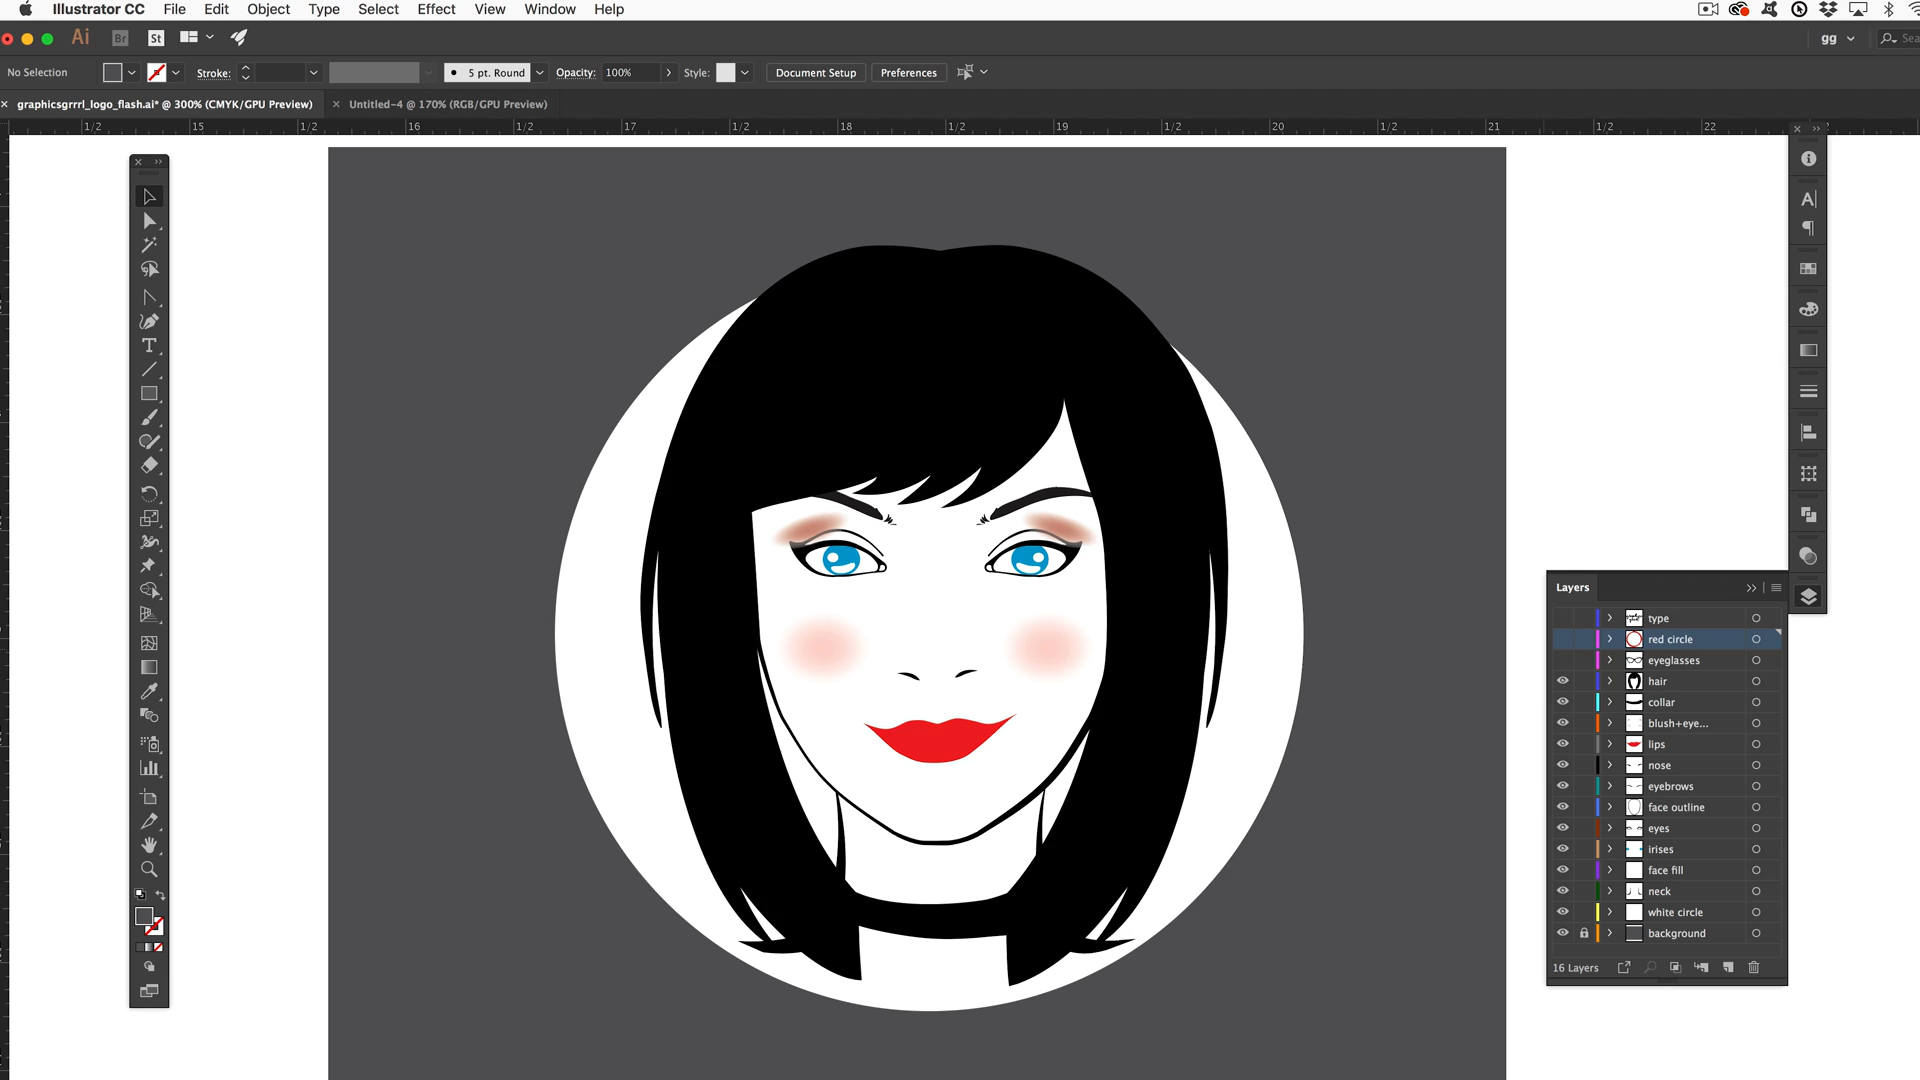 Illustrator CC File Edit Object Type Select Effect View Window Help
Ai Br St gg Sea
No Selection Stroke: 5 pt. Round Opacity: 100% Style: Document Setup Preferences
graphicsgrrrl_logo_flash.ai* @ 300% (CMYK/GPU Preview) Untitled-4 @ 170% (RGB/GPU Preview)
1/2 15 1/2 16 1/2 17 1/2 18 1/2 19 1/2 20 1/2 21 1/2 22
Layers
type
red circle
eyeglasses
hair
collar
blush+eye...
lips
nose
eyebrows
face outline
eyes
irises
face fill
neck
white circle
background
16 Layers